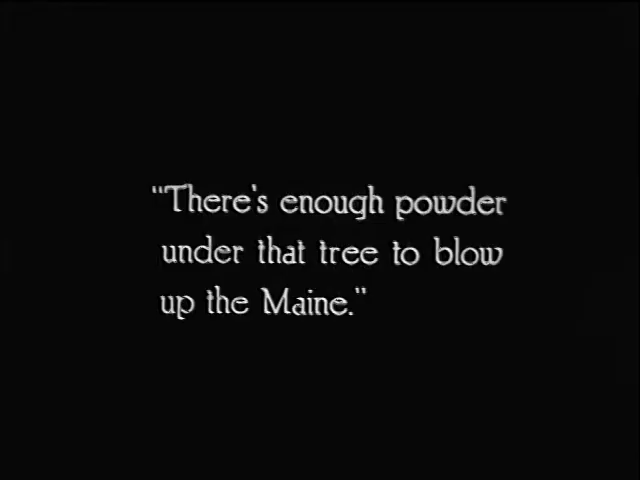 "There's enough powder
under that tree to blow
up the Maine."